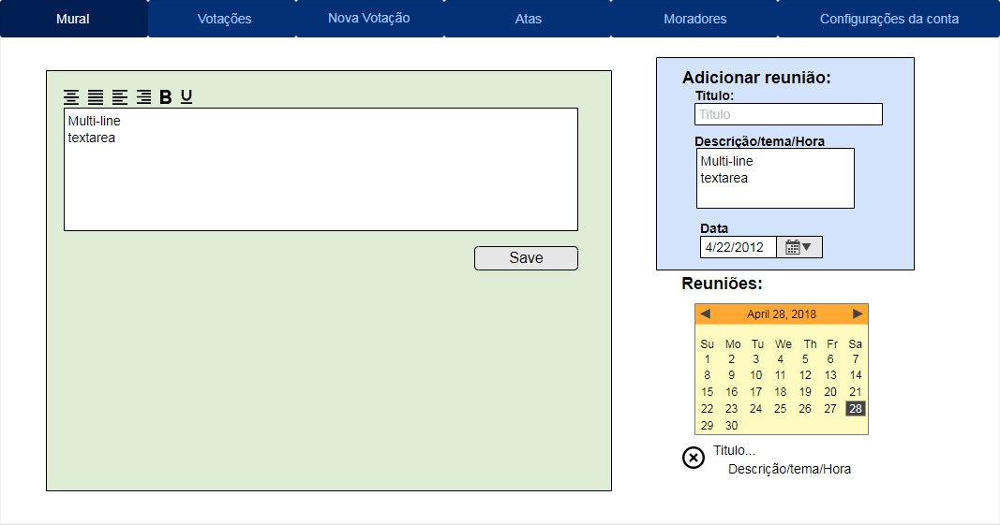 Mural
Votações
Nova Votação
Atas
Moradores
Configurações da conta
B U
Multi-line
textarea
Save
Adicionar reunião:
Titulo:
Titulo
Descrição/tema/Hora
Multi-line
textarea
Data
4/22/2012
Reuniões:
April 28, 2018
Su Mo Tu We Th Fr Sa
1 2 3 4 5 6 7
8 9 10 11 12 13 14
15 16 17 18 19 20 21
22 23 24 25 26 27 28
29 30
Titulo...
Descrição/tema/Hora